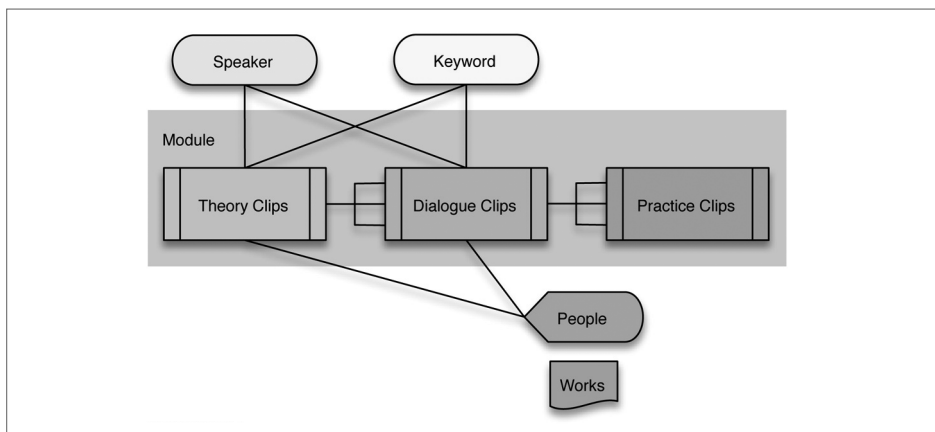 Speaker
Keyword
Module
Theory Clips
Dialogue Clips
Practice Clips
People
Works